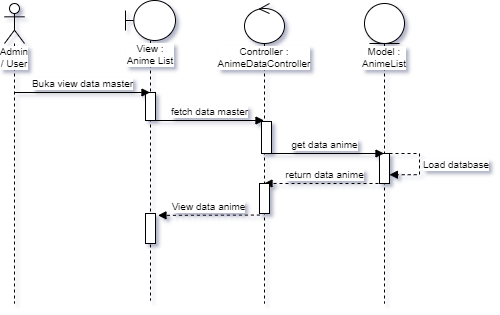 Admin
/ User
View :
Anime List
Controller :
AnimeDataController
Model :
AnimeList
Buka view data master
fetch data master
get data anime
Load database
return data anime
View data anime